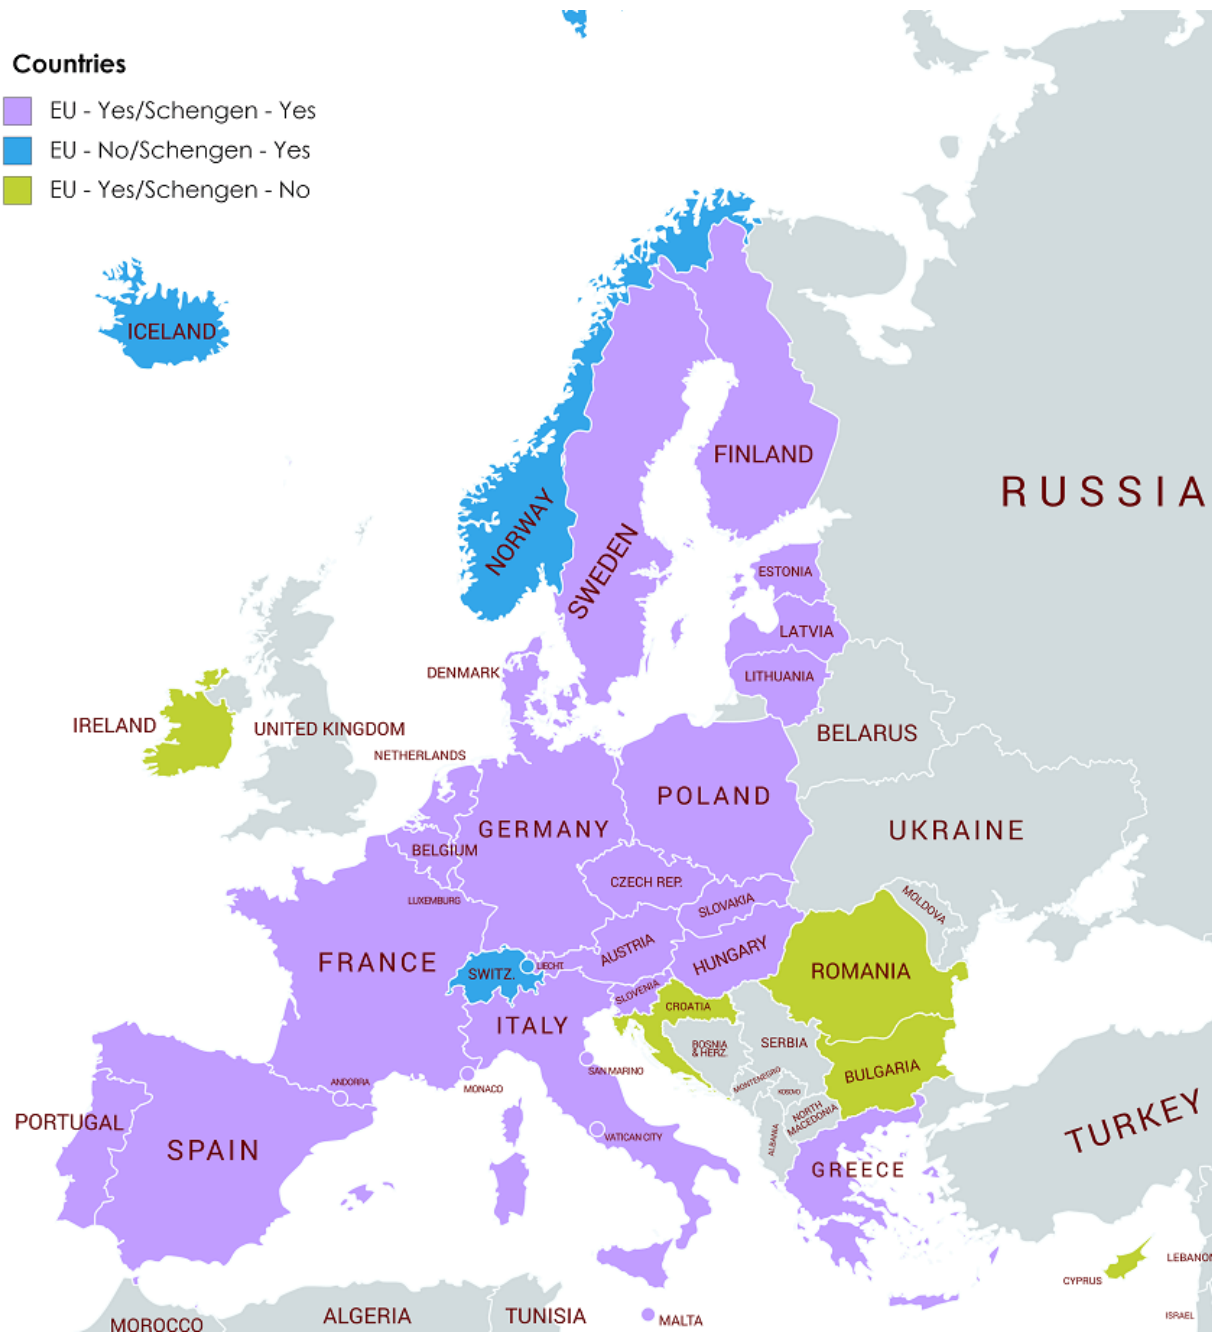 Countries
EU - Yes/Schengen - Yes
EU - No/Schengen - Yes
EU - Yes/Schengen - No
ICELAND
FINLAND
RUSSIA
NORWAY
SWEDEN
ESTONIA
LATVIA
DENMARK
LITHUANIA
IRELAND
UNITED KINGDOM
BELARUS
NETHERLANDS
POLAND
GERMANY
UKRAINE
BELGIUM
CZECH REP.
LUXEMBURG
SLOVAKIA
MOLDOVA
FRANCE
AUSTRIA
HUNGARY
SWITZ.
LIECHT.
ROMANIA
SLOVENIA
CROATIA
ITALY
BOSNIA
& HERZ.
SERBIA
SAN MARINO
ANDORRA
MONACO
MONTENEGRO
KOSOVO
BULGARIA
PORTUGAL
SPAIN
VATICAN CITY
NORTH
MACEDONIA
ALBANIA
TURKEY
GREECE
CYPRUS
LEBANON
ALGERIA
TUNISIA
MALTA
ISRAEL
MOROCCO